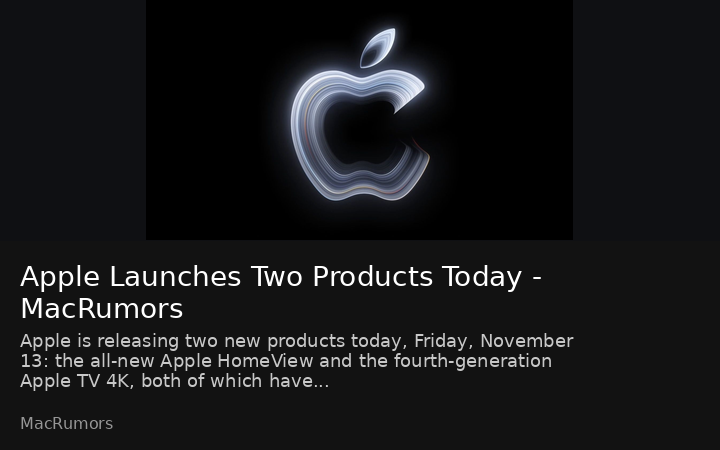 Apple Launches Two Products Today -
MacRumors
Apple is releasing two new products today, Friday, November
13: the all-new Apple HomeView and the fourth-generation
Apple TV 4K, both of which have...
MacRumors